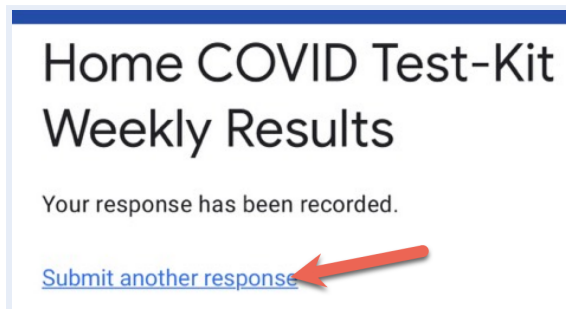 Home COVID Test-Kit
Weekly Results
Your response has been recorded.
Submit another response